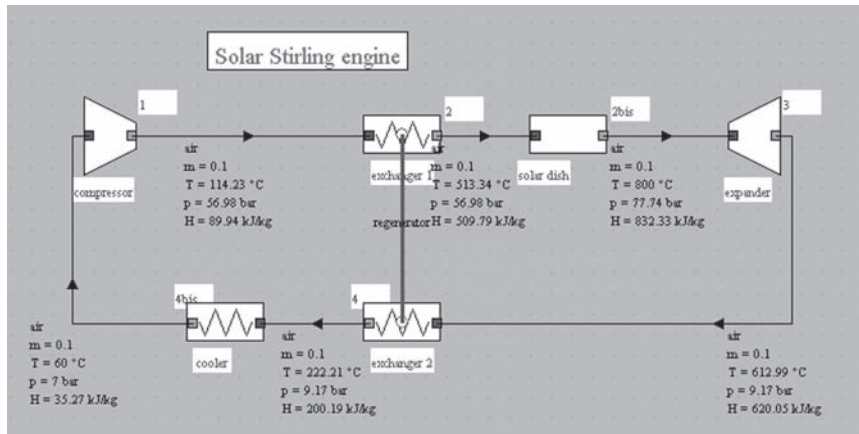 Solar Stirling engine
1
2
2bis
3
compressor
exchanger 1
solar dish
expander
air
m = 0.1
T = 114.23 °C
p = 56.98 bar
H = 89.94 kJ/kg
air
m = 0.1
T = 513.34 °C
p = 56.98 bar
H = 509.79 kJ/kg
air
m = 0.1
T = 800 °C
p = 77.74 bar
H = 832.33 kJ/kg
regenerator
4bis
4
cooler
exchanger 2
air
m = 0.1
T = 60 °C
p = 7 bar
H = 35.27 kJ/kg
air
m = 0.1
T = 222.21 °C
p = 9.17 bar
H = 200.19 kJ/kg
air
m = 0.1
T = 612.99 °C
p = 9.17 bar
H = 620.05 kJ/kg